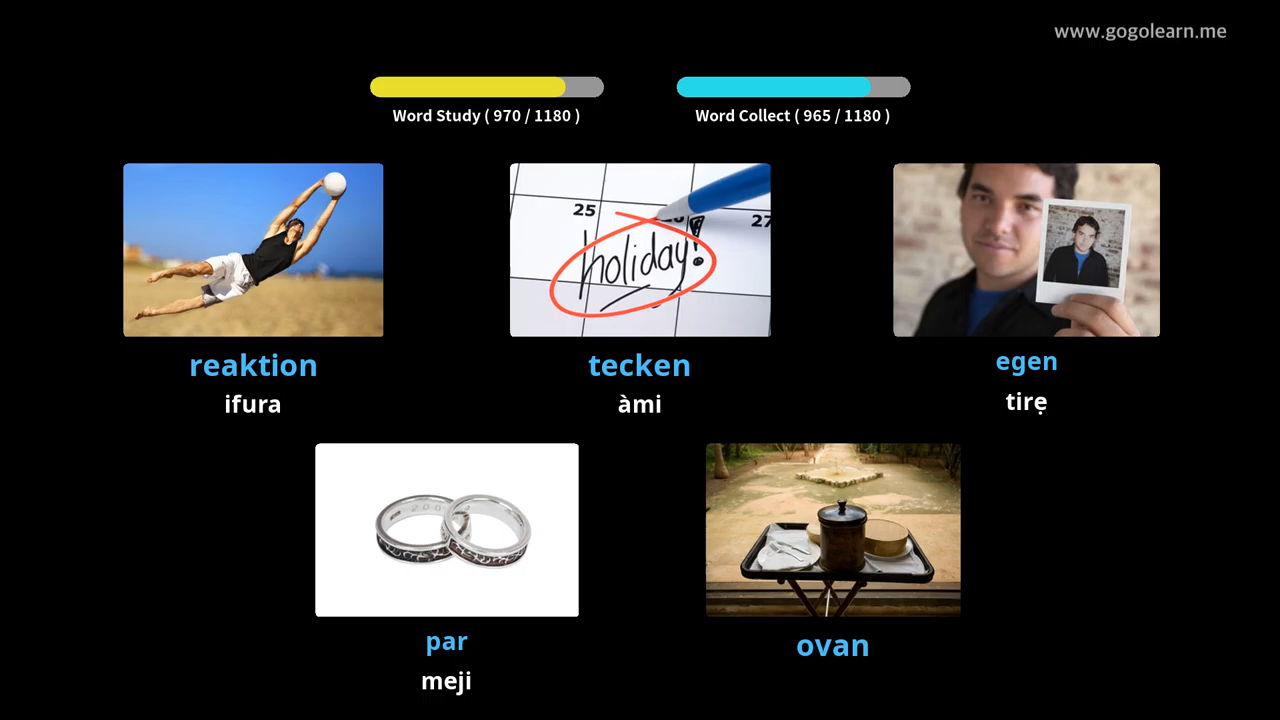 www.gogolearn.me
Word Study ( 970 / 1180 )
Word Collect ( 965 / 1180 )
25
27
holiday!
reaktion
tecken
egen
ifura
àmi
tirẹ
par
ovan
meji